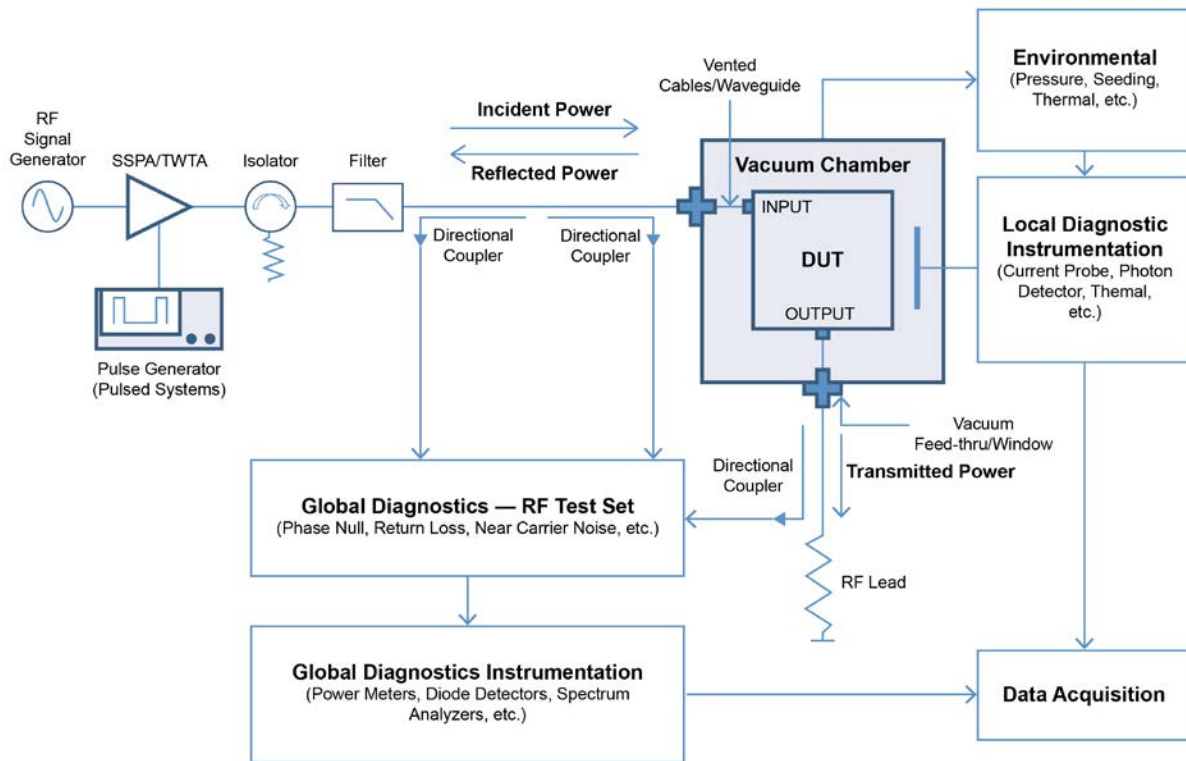 RF
Signal
Generator
SSPA/TWTA
Isolator
Filter
Incident Power
Reflected Power
Vented
Cables/Waveguide
Environmental
(Pressure, Seeding,
Thermal, etc.)
Vacuum Chamber
INPUT
DUT
OUTPUT
Local Diagnostic
Instrumentation
(Current Probe, Photon
Detector, Themal,
etc.)
Directional
Coupler
Directional
Coupler
Pulse Generator
(Pulsed Systems)
Vacuum
Feed-thru/Window
Directional
Coupler
Transmitted Power
Global Diagnostics — RF Test Set
(Phase Null, Return Loss, Near Carrier Noise, etc.)
RF Lead
Global Diagnostics Instrumentation
(Power Meters, Diode Detectors, Spectrum
Analyzers, etc.)
Data Acquisition